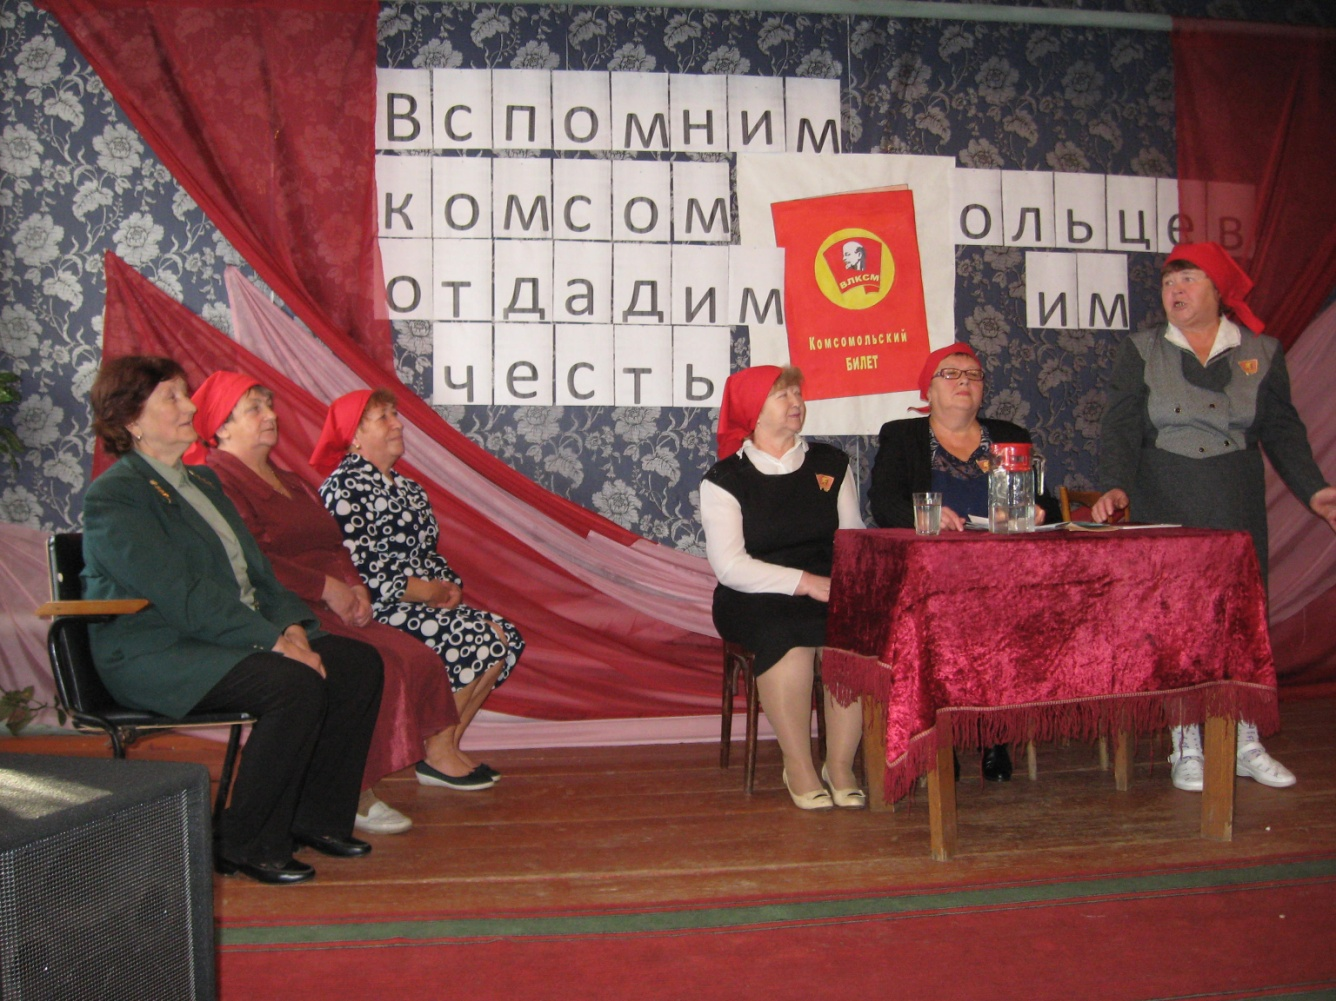 Вспомним
комсомольцев
отдадим им
честь
ВЛКСМ
Комсомольский
БИЛЕТ